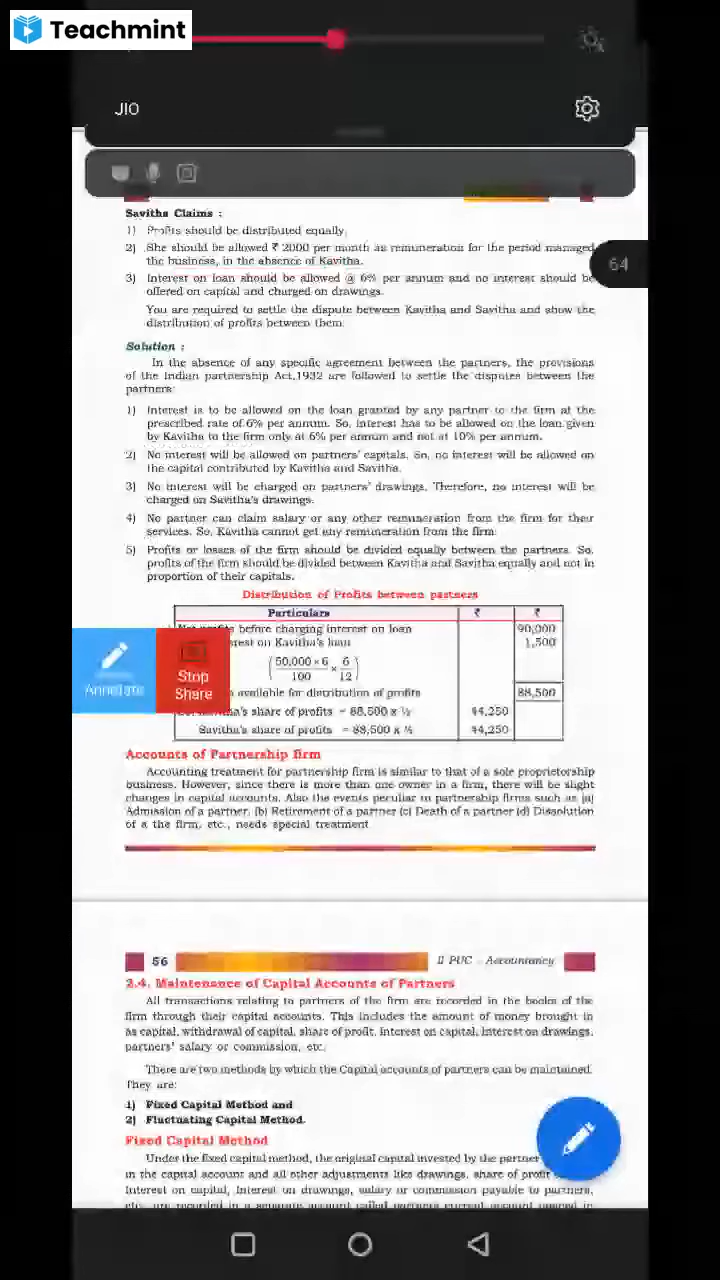 Teachmint
JIO
64
Savitha Claims :
1) Profits should be distributed equally.
2) She should be allowed ₹ 2000 per month as remuneration for the period managed
the business, in the absence of Kavitha.
3) Interest on loan should be allowed @ 6% per annum and no interest should be
offered on capital and charged on drawings.
You are required to settle the dispute between Kavitha and Savitha and show the
distribution of profits between them.
Solution :
In the absence of any specific agreement between the partners, the provisions
of the Indian partnership Act,1932 are followed to settle the disputes between the
partners:
1) Interest is to be allowed on the loan granted by any partner to the firm at the
prescribed rate of 6% per annum. So, interest has to be allowed on the loan given
by Kavitha to the firm only at 6% per annum and not at 10% per annum.
2) No interest will be allowed on partners' capitals. So, no interest will be allowed on
the capital contributed by Kavitha and Savitha.
3) No interest will be charged on partners' drawings. Therefore, no interest will be
charged on Savitha's drawings.
4) No partner can claim salary or any other remuneration from the firm for their
services. So, Kavitha cannot get any remuneration from the firm.
5) Profits or losses of the firm should be divided equally between the partners. So,
profits of the firm should be divided between Kavitha and Savitha equally and not in
proportion of their capitals.
Distribution of Profits between partners
Particulars ₹ ₹
before charging interest on loan 90,000
on Kavitha's loan 1,500
(50,000 × 6 / 100 × 6 / 12)
available for distribution of profits 88,500
share of profits = 88,500 x ½ 44,250
Savitha's share of profits = 88,500 x ½ 44,250
Annotate
Stop
Share
Accounts of Partnership firm
Accounting treatment for partnership firm is similar to that of a sole proprietorship
business. However, since there is more than one owner in a firm, there will be slight
changes in capital accounts. Also the events peculiar to partnership firms such as (a)
Admission of a partner, (b) Retirement of a partner (c) Death of a partner (d) Dissolution
of a the firm, etc., needs special treatment
56 II PUC - Accountancy
2.4. Maintenance of Capital Accounts of Partners
All transactions relating to partners of the firm are recorded in the books of the
firm through their capital accounts. This includes the amount of money brought in
as capital, withdrawal of capital, share of profit, interest on capital, interest on drawings,
partners' salary or commission, etc.
There are two methods by which the Capital accounts of partners can be maintained.
They are:
1) Fixed Capital Method and
2) Fluctuating Capital Method.
Fixed Capital Method
Under the fixed capital method, the original capital invested by the partner
in the capital account and all other adjustments like drawings, share of profit
Interest on capital, Interest on drawings, salary or commission payable to partners,
etc. are recorded in a separate account called partners current account